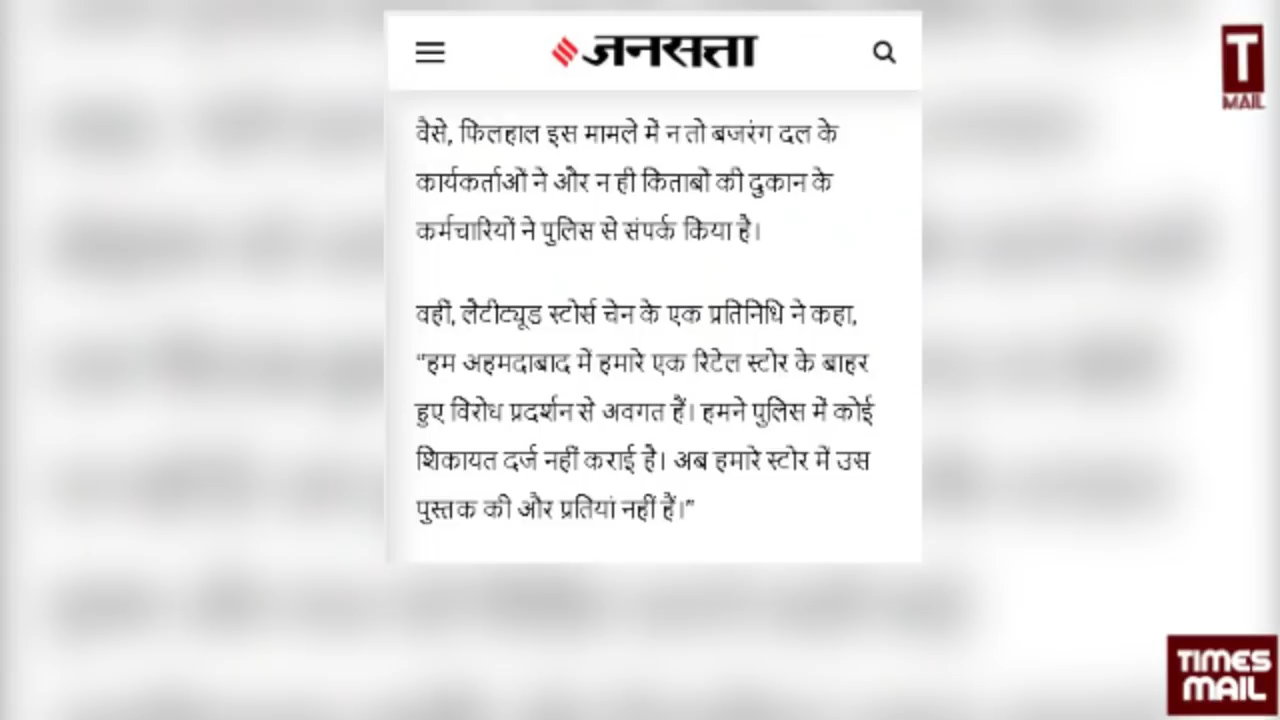 जनसत्ता
T
MAIL
वैसे, फिलहाल इस मामले में न तो बजरंग दल के
कार्यकर्ताओं ने और न ही किताबों की दुकान के
कर्मचारियों ने पुलिस से संपर्क किया है।
वहीं, लैटीट्यूड स्टोर्स चेन के एक प्रतिनिधि ने कहा,
“हम अहमदाबाद में हमारे एक रिटेल स्टोर के बाहर
हुए विरोध प्रदर्शन से अवगत हैं। हमने पुलिस में कोई
शिकायत दर्ज नहीं कराई है। अब हमारे स्टोर में उस
पुस्तक की और प्रतियां नहीं हैं।”
TIMES
MAIL